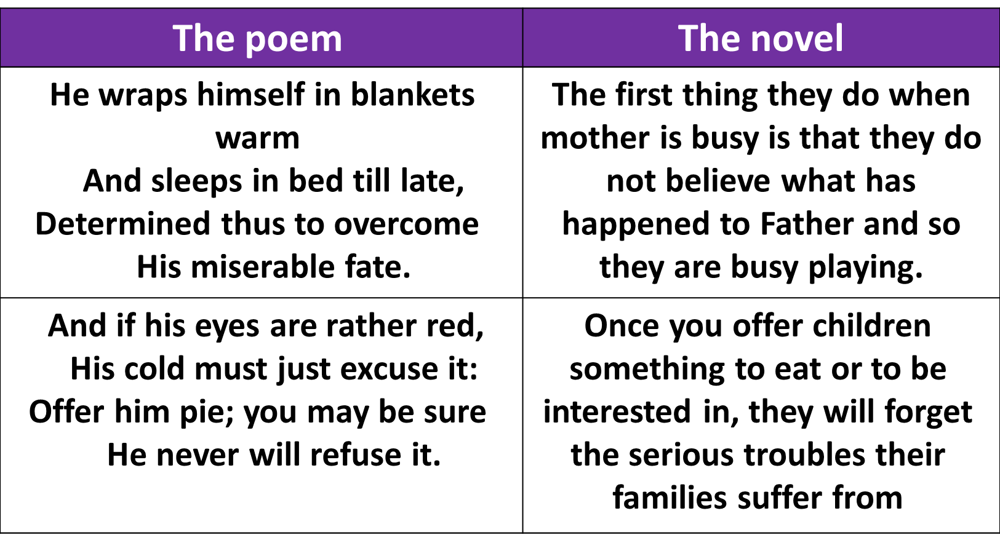 The poem
The novel
He wraps himself in blankets
warm
And sleeps in bed till late,
Determined thus to overcome
His miserable fate.
The first thing they do when
mother is busy is that they do
not believe what has
happened to Father and so
they are busy playing.
And if his eyes are rather red,
His cold must just excuse it:
Offer him pie; you may be sure
He never will refuse it.
Once you offer children
something to eat or to be
interested in, they will forget
the serious troubles their
families suffer from